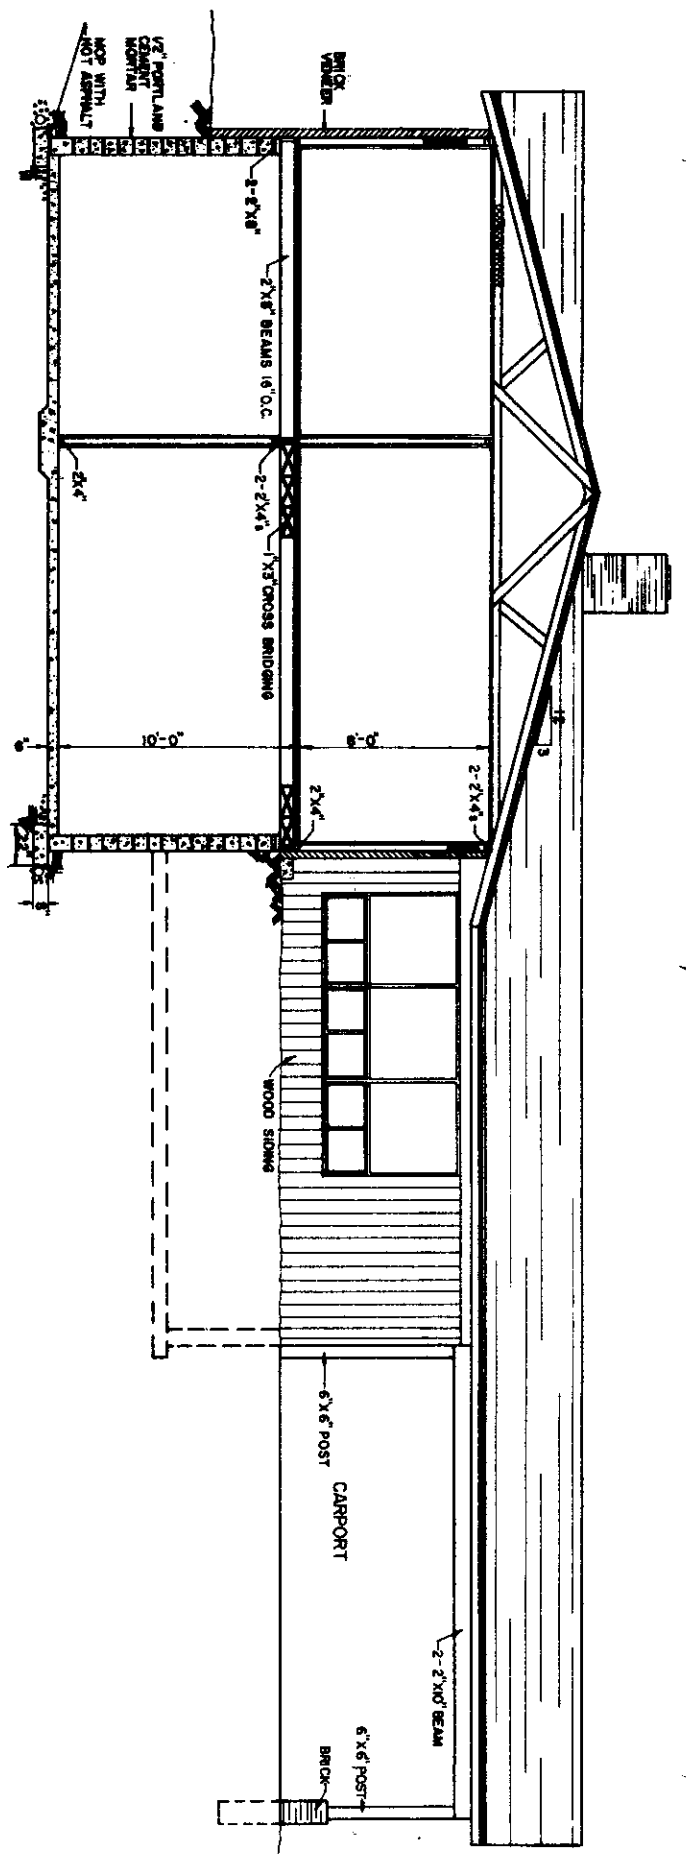 BRICK
VENEER
1/2" PORTLAND
CEMENT
MORTAR
MOP WITH
HOT ASPHALT
2-2"X8"
2"X8" BEAMS 16" O.C.
2-2"X4"s
1"X3" CROSS BRIDGING
2"X4"
12
3
2-2"X4"s
2"X4"
8'-0"
10'-0"
8"
WOOD SIDING
6"X6" POST
CARPORT
2-2"X10" BEAM
6"X6" POST
BRICK